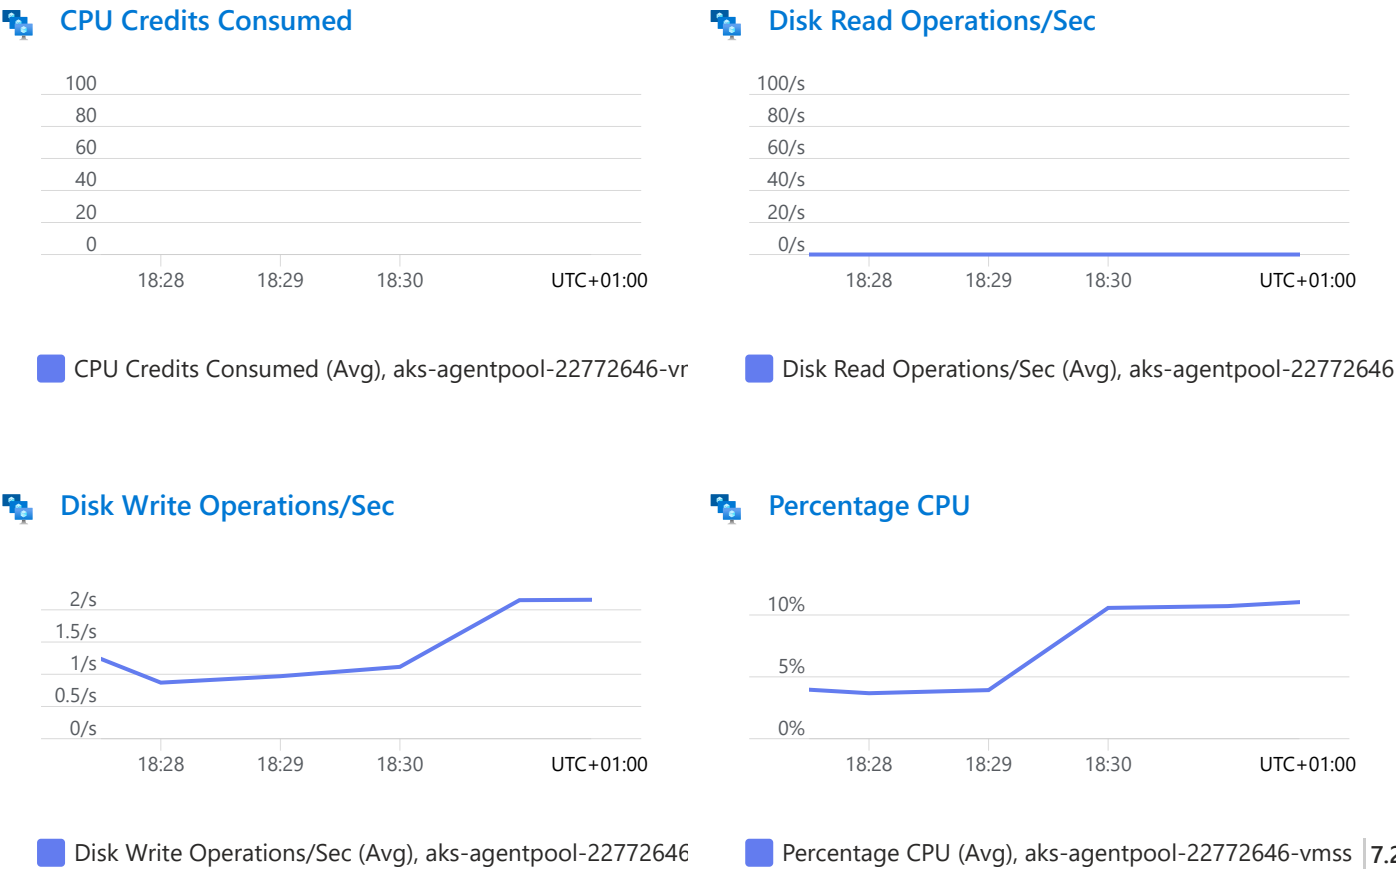 CPU Credits Consumed
100
80
60
40
20
0
18:28 18:29 18:30 UTC+01:00
CPU Credits Consumed (Avg), aks-agentpool-22772646-
Disk Read Operations/Sec
100/s
80/s
60/s
40/s
20/s
0/s
18:28 18:29 18:30 UTC+01:00
Disk Read Operations/Sec (Avg), aks-agentpool-22772646
Disk Write Operations/Sec
2/s
1.5/s
1/s
0.5/s
0/s
18:28 18:29 18:30 UTC+01:00
Disk Write Operations/Sec (Avg), aks-agentpool-22772646
Percentage CPU
10%
5%
0%
18:28 18:29 18:30 UTC+01:00
Percentage CPU (Avg), aks-agentpool-22772646-vmss